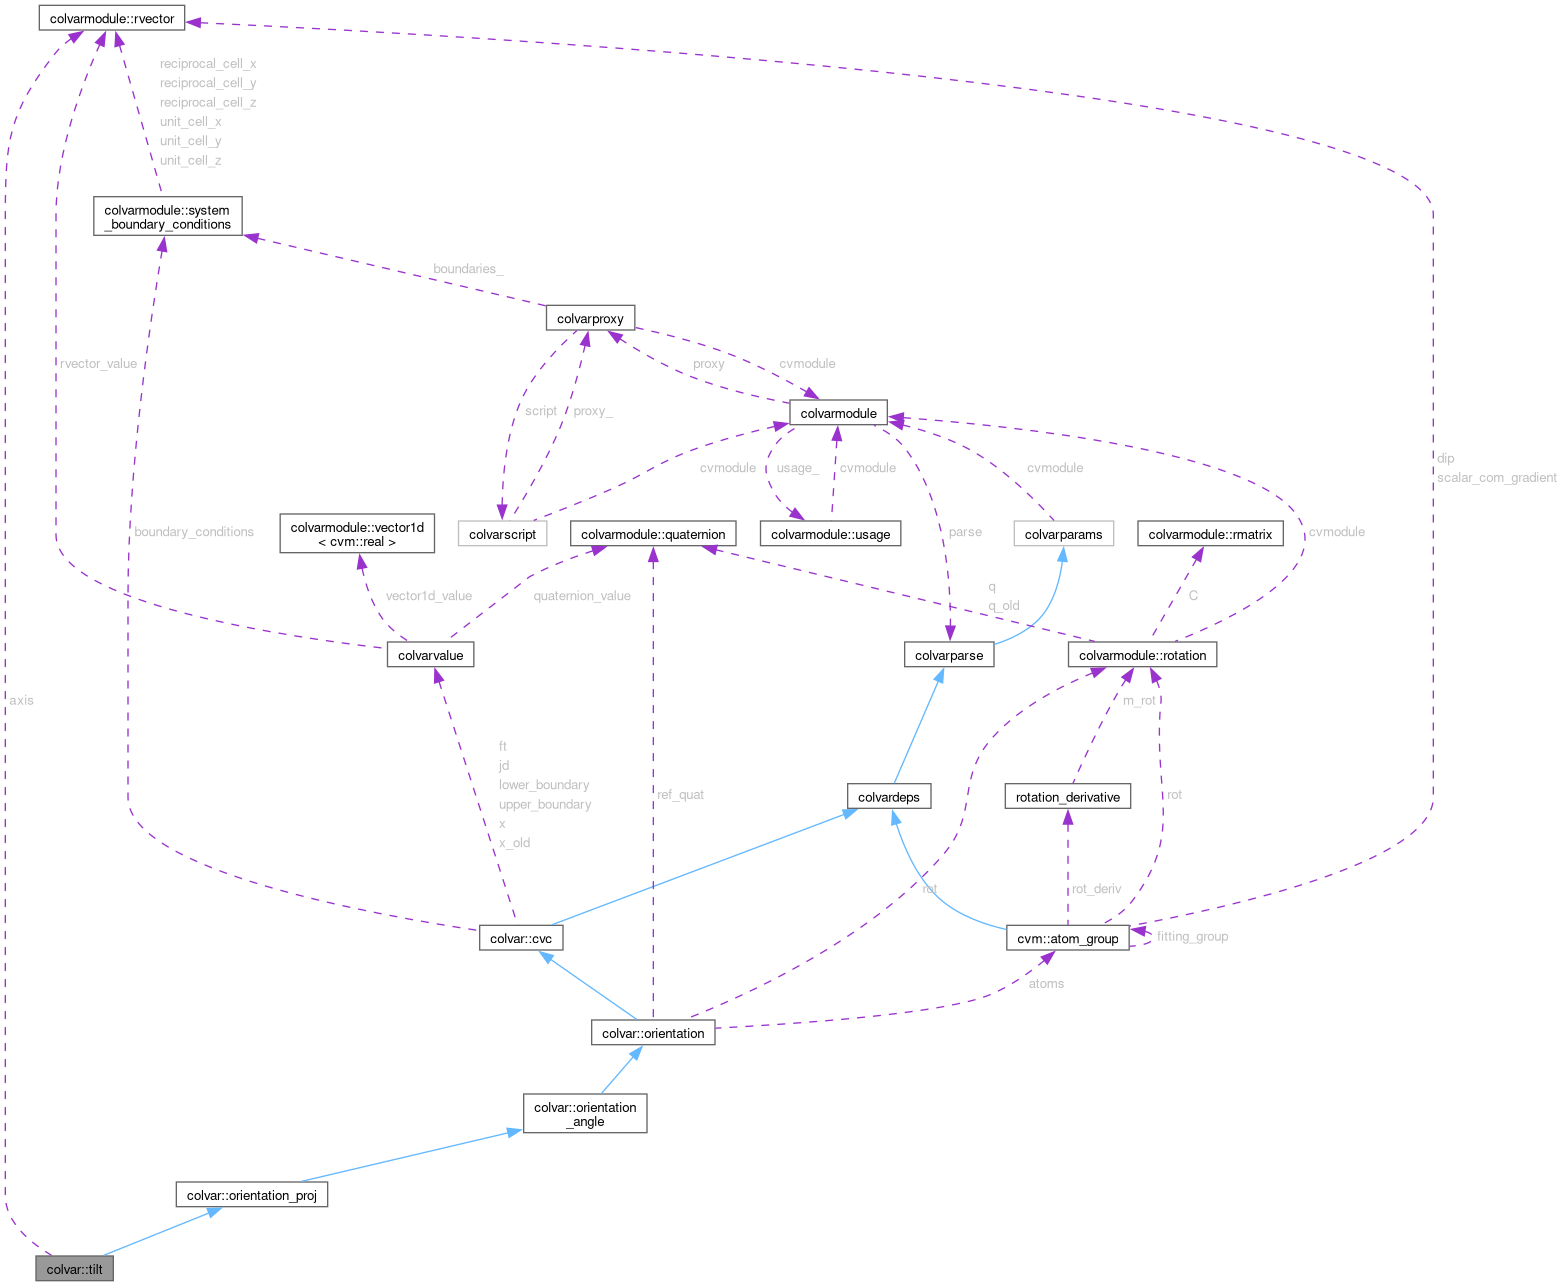 colvarmodule::rvector
reciprocal_cell_x
reciprocal_cell_y
reciprocal_cell_z
unit_cell_x
unit_cell_y
unit_cell_z
colvarmodule::system
_boundary_conditions
boundaries_
colvarproxy
rvector_value
proxy
cvmodule
script
proxy_
colvarmodule
dip
scalar_com_gradient
cvmodule
usage_
cvmodule
cvmodule
colvarmodule::vector1d
< cvm::real >
colvarscript
colvarmodule::quaternion
colvarmodule::usage
colvarparams
colvarmodule::rmatrix
boundary_conditions
parse
cvmodule
vector1d_value
quaternion_value
q
q_old
C
colvarvalue
colvarparse
colvarmodule::rotation
axis
m_rot
ft
jd
lower_boundary
upper_boundary
x
x_old
ref_quat
colvardeps
rotation_derivative
rot
rot
rot_deriv
colvar::cvc
cvm::atom_group
fitting_group
atoms
colvar::orientation
colvar::orientation
_angle
colvar::orientation_proj
colvar::tilt